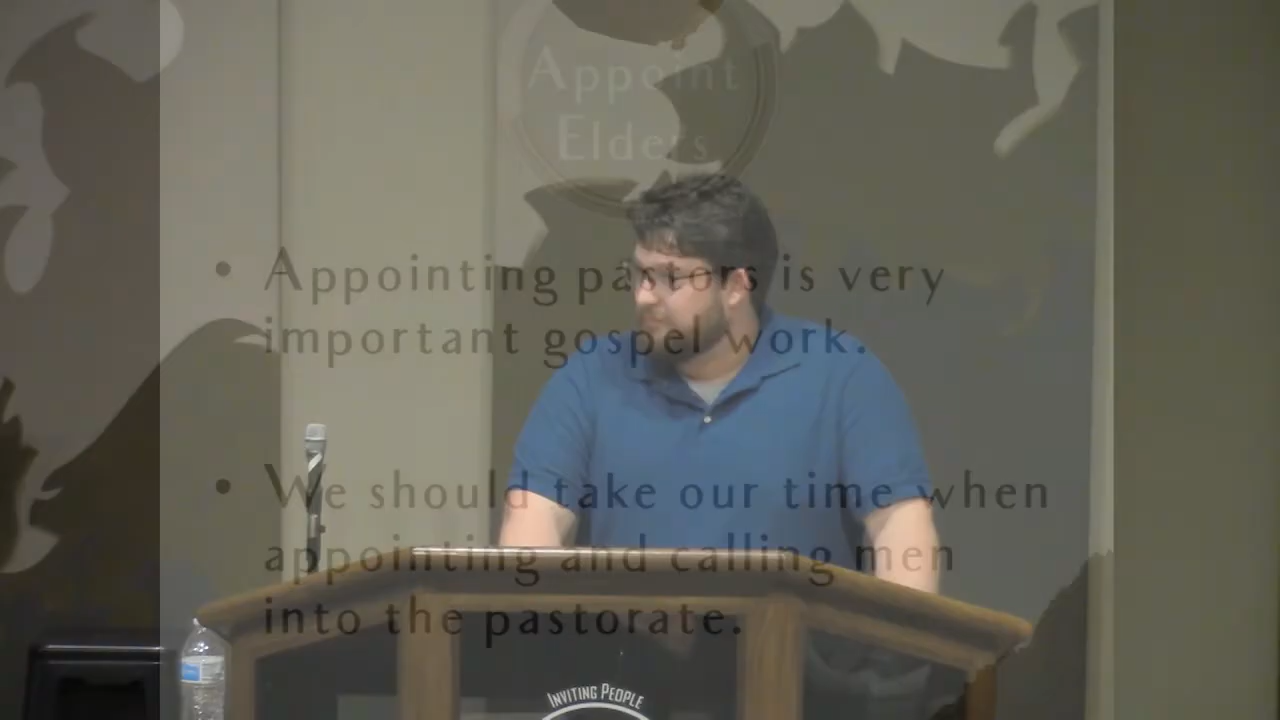 Appoint
Elders
• Appointing pastors is very
important gospel work.
• We should take our time when
appointing and calling men
into the pastorate.
INVITING PEOPLE